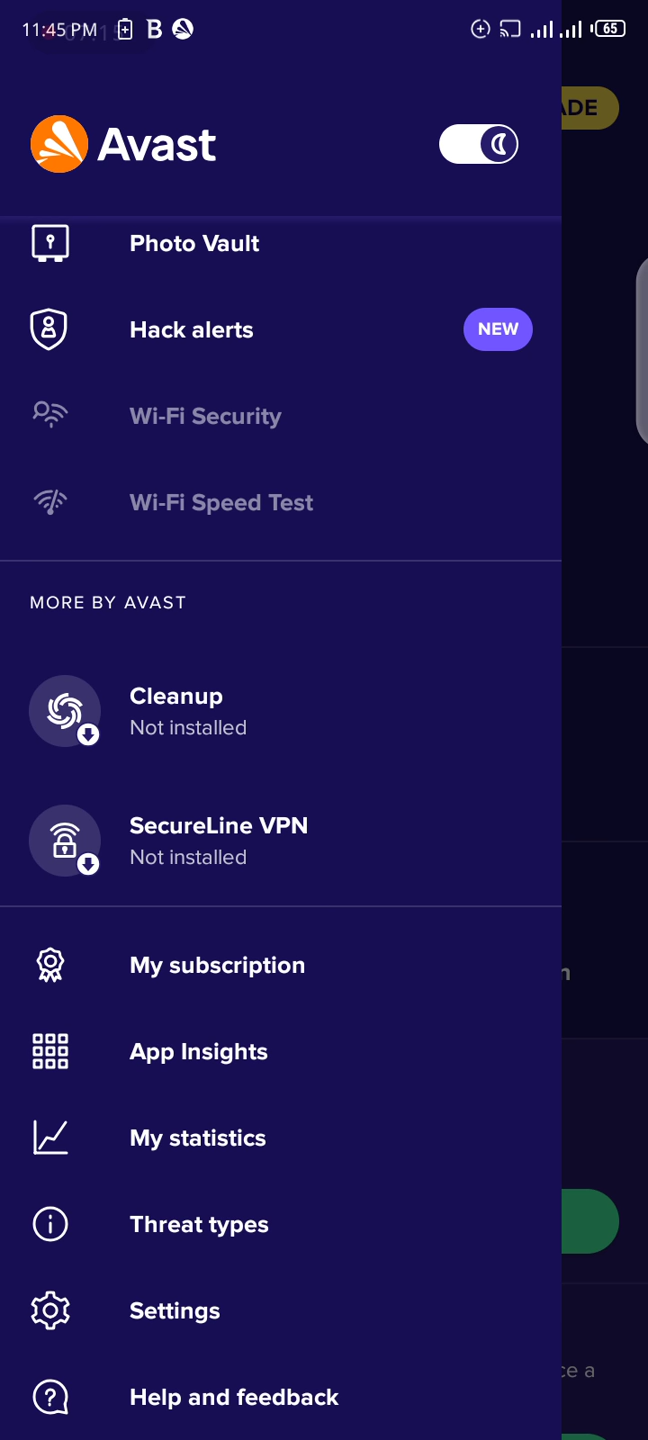 11:45 PM
B
65
ADE
Avast
Photo Vault
Hack alerts
NEW
Wi-Fi Security
Wi-Fi Speed Test
MORE BY AVAST
Cleanup
Not installed
SecureLine VPN
Not installed
My subscription
n
App Insights
My statistics
Threat types
Settings
ce a
Help and feedback